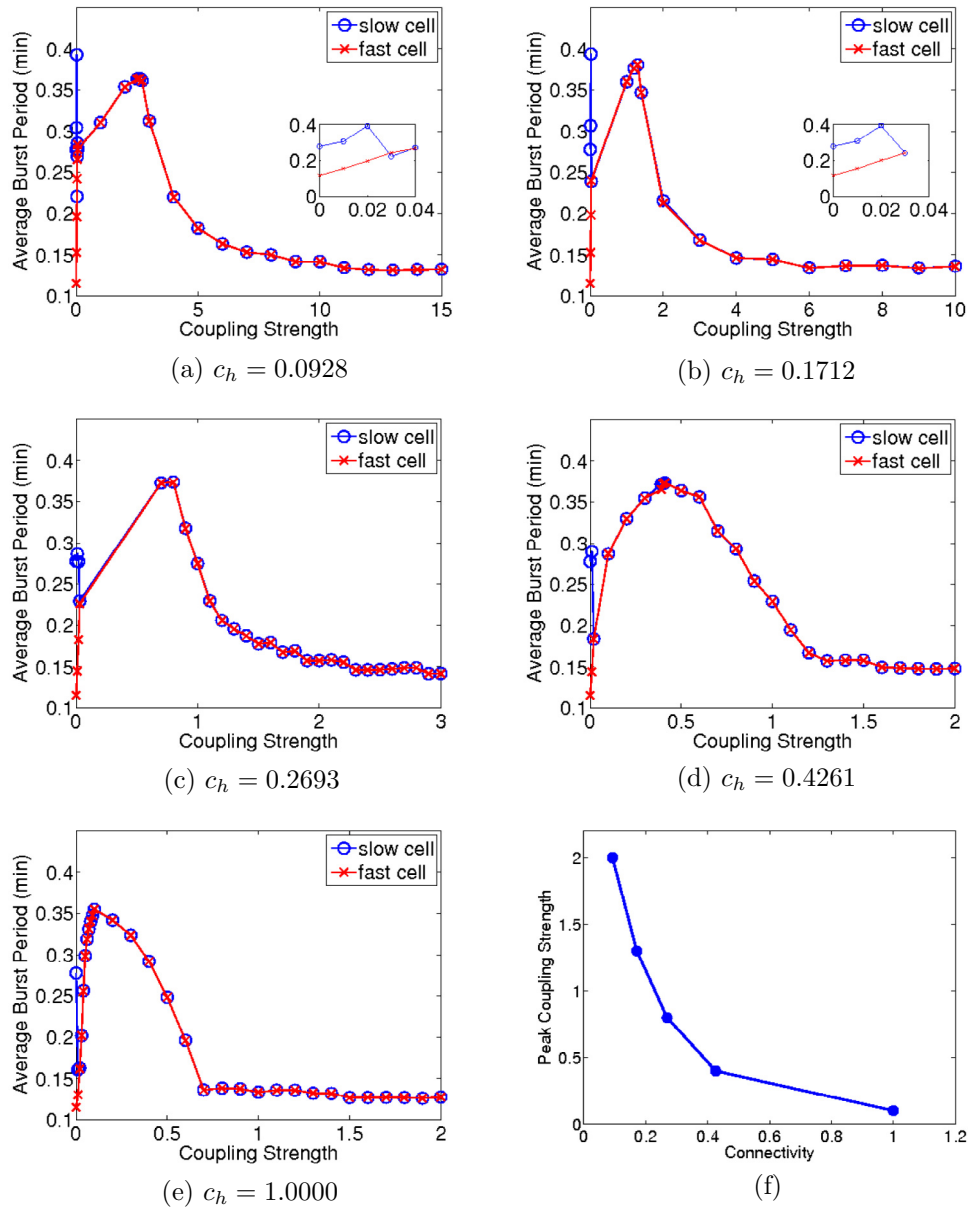 slow cell
fast cell
0.4
0.35
0.3
0.25
0.2
0.15
0.1
Average Burst Period (min)
0.4
0.2
0
0 0.02 0.04
0 5 10 15
Coupling Strength
(a) c_h = 0.0928
slow cell
fast cell
0.4
0.35
0.3
0.25
0.2
0.15
0.1
Average Burst Period (min)
0.4
0.2
0
0 0.02 0.04
0 2 4 6 8 10
Coupling Strength
(b) c_h = 0.1712
slow cell
fast cell
0.4
0.35
0.3
0.25
0.2
0.15
0.1
Average Burst Period (min)
0 1 2 3
Coupling Strength
(c) c_h = 0.2693
slow cell
fast cell
0.4
0.35
0.3
0.25
0.2
0.15
0.1
Average Burst Period (min)
0 0.5 1 1.5 2
Coupling Strength
(d) c_h = 0.4261
slow cell
fast cell
0.4
0.35
0.3
0.25
0.2
0.15
0.1
Average Burst Period (min)
0 0.5 1 1.5 2
Coupling Strength
(e) c_h = 1.0000
2
1.5
1
0.5
0
Peak Coupling Strength
0 0.2 0.4 0.6 0.8 1 1.2
Connectivity
(f)